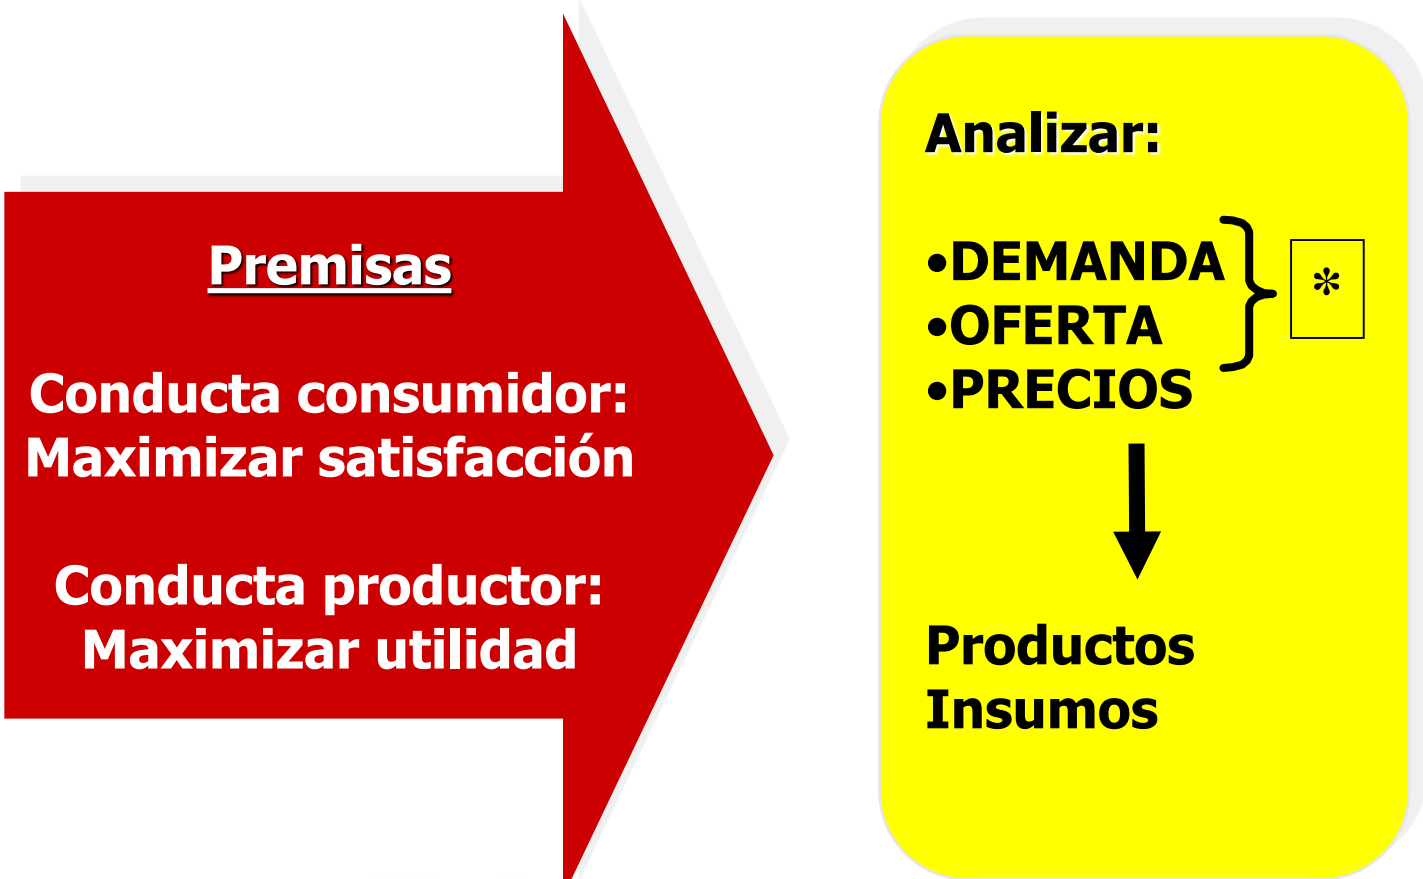 Premisas
Conducta consumidor:
Maximizar satisfacción
Conducta productor:
Maximizar utilidad
Analizar:
•DEMANDA
•OFERTA
•PRECIOS
*
Productos
Insumos